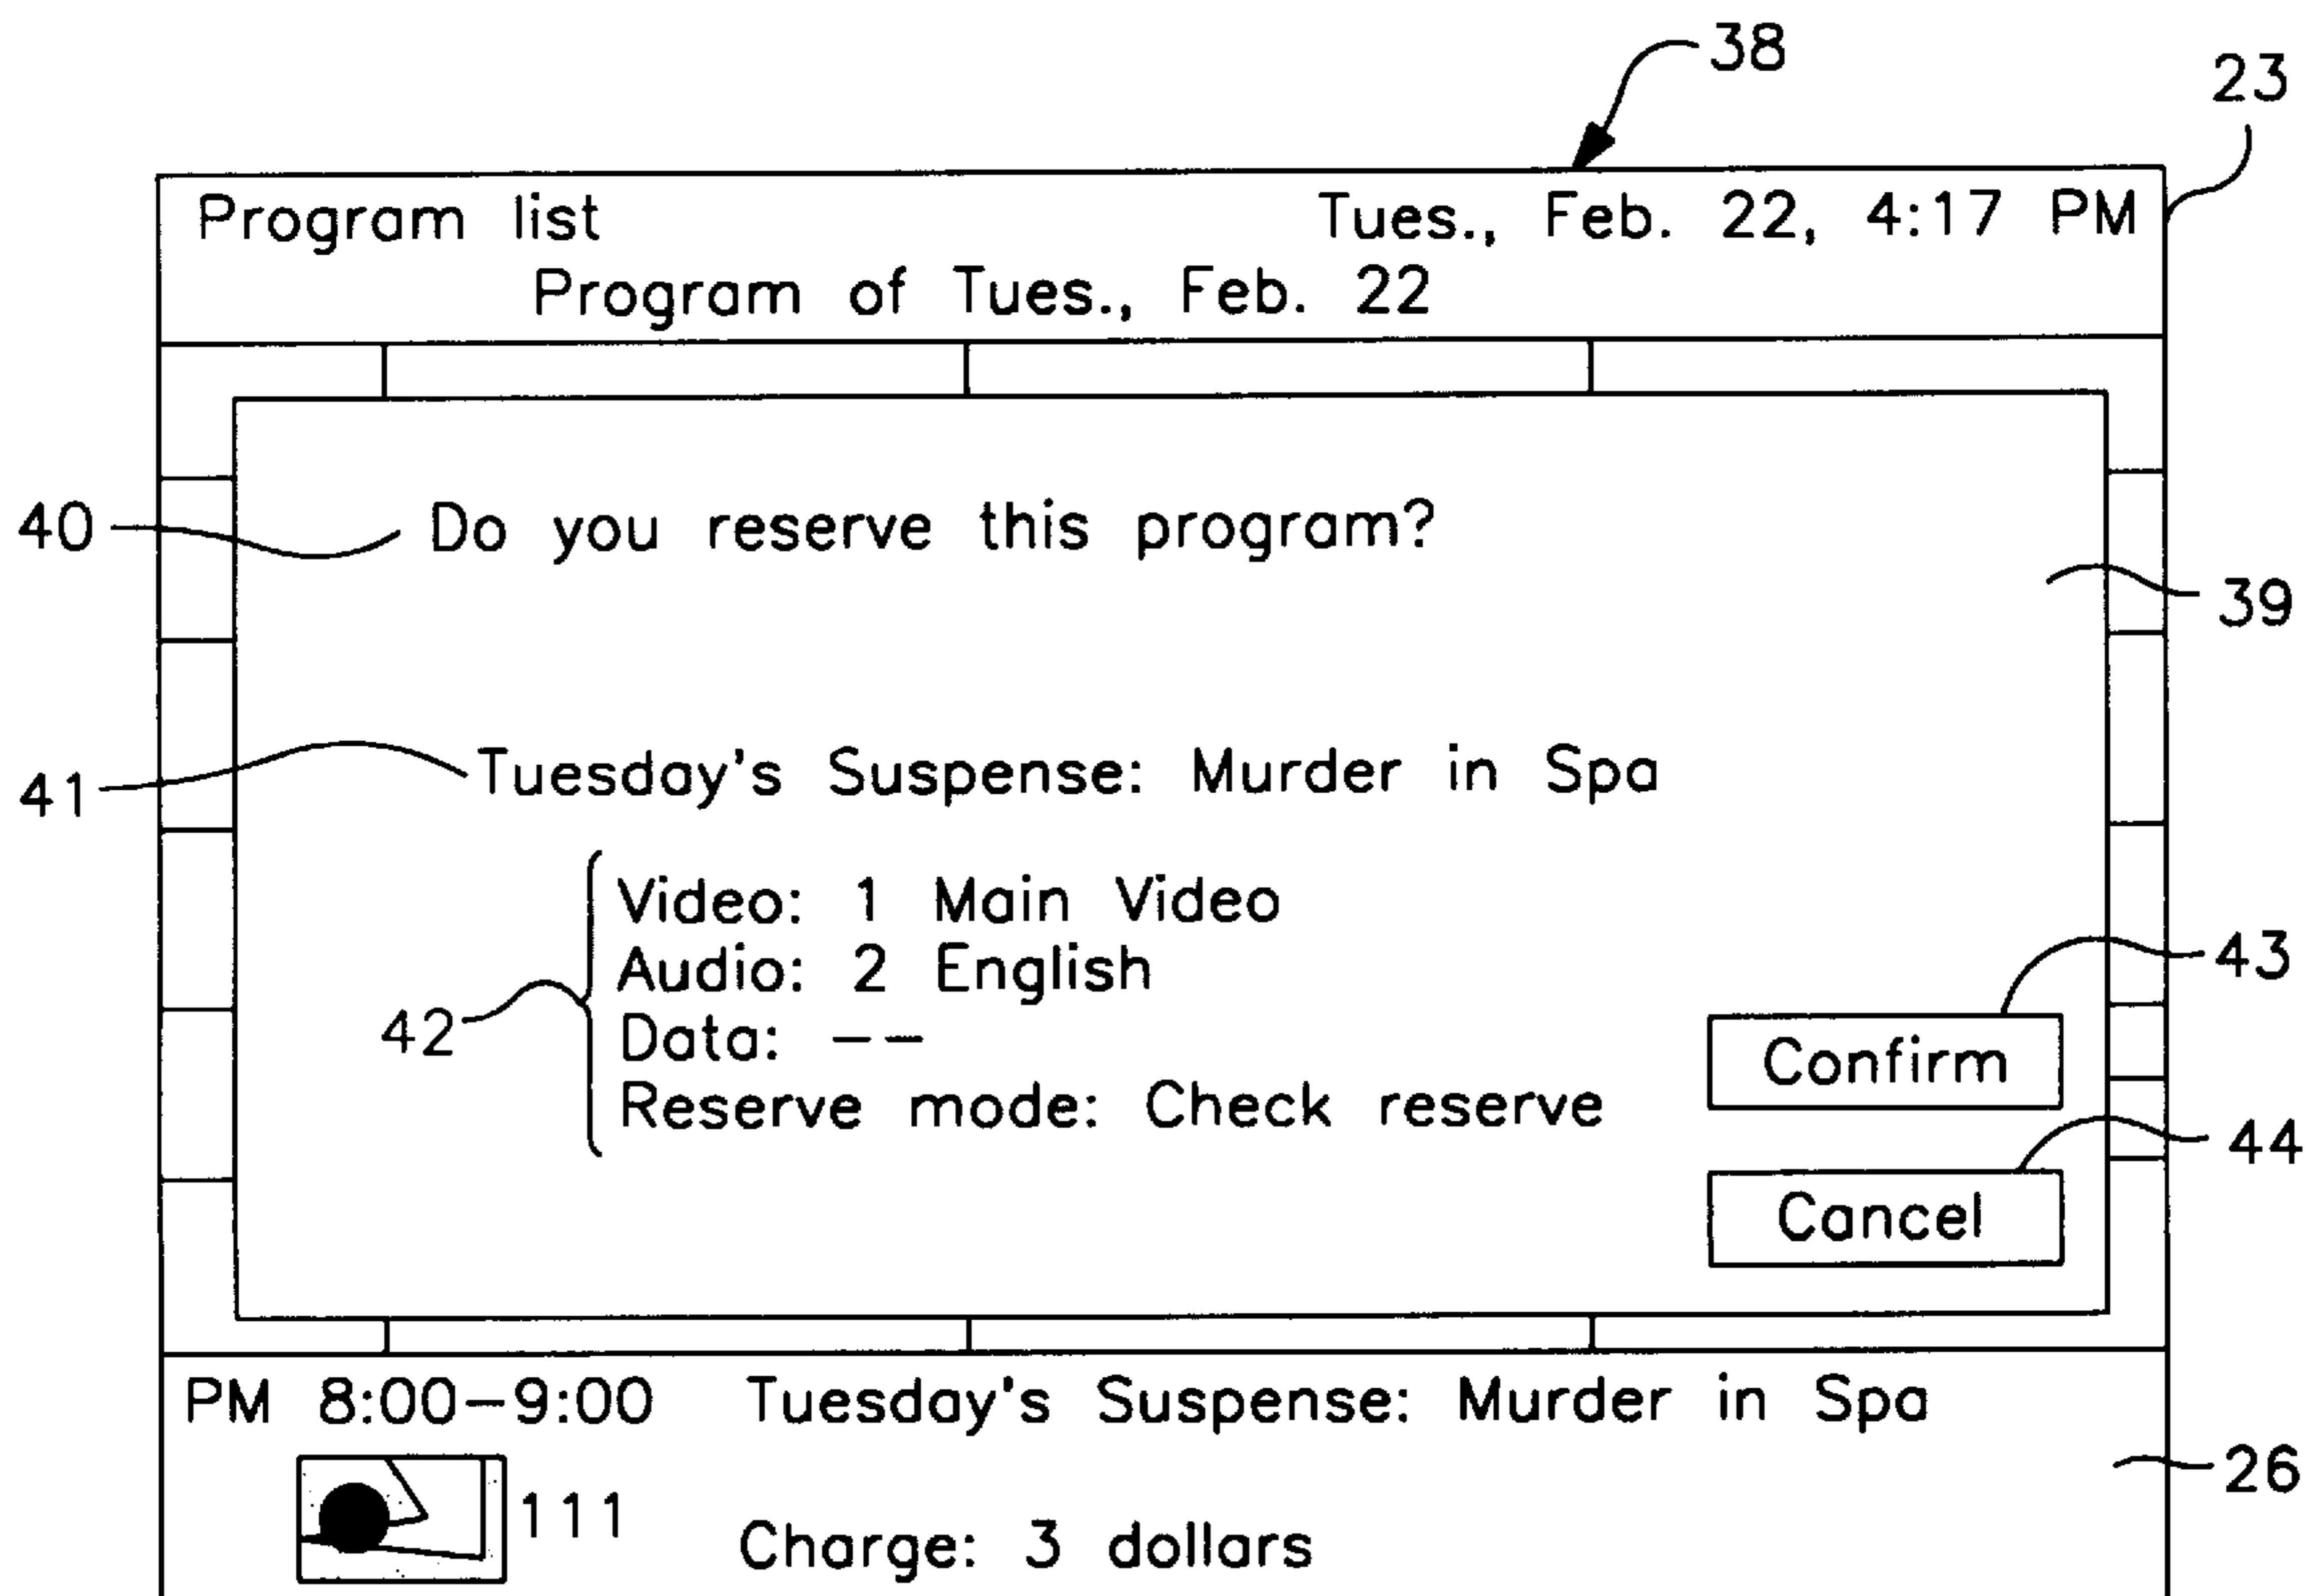 38
23
Program list Tues., Feb. 22, 4:17 PM
Program of Tues., Feb. 22
40 Do you reserve this program?
39
41 Tuesday's Suspense: Murder in Spa
Video: 1 Main Video
Audio: 2 English
43
42
Data: --
Confirm
Reserve mode: Check reserve
44
Cancel
PM 8:00-9:00 Tuesday's Suspense: Murder in Spa
26
111
Charge: 3 dollars